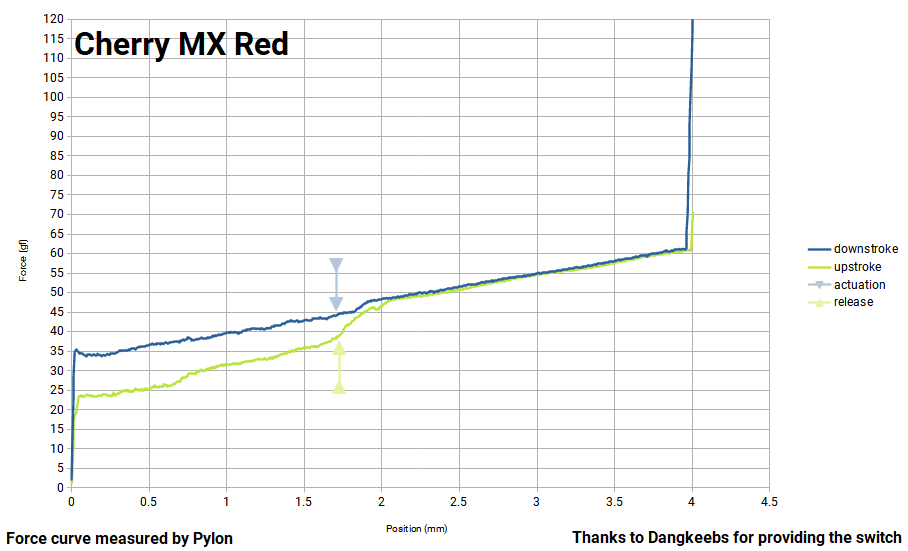 Cherry MX Red
120
115
110
105
100
95
90
85
80
75
70
65
60
55
50
45
40
35
30
25
20
15
10
5
0
Force (gf)
0 0.5 1 1.5 2 2.5 3 3.5 4 4.5
Position (mm)
downstroke
upstroke
actuation
release
Force curve measured by Pylon
Thanks to Dangkeebs for providing the switch